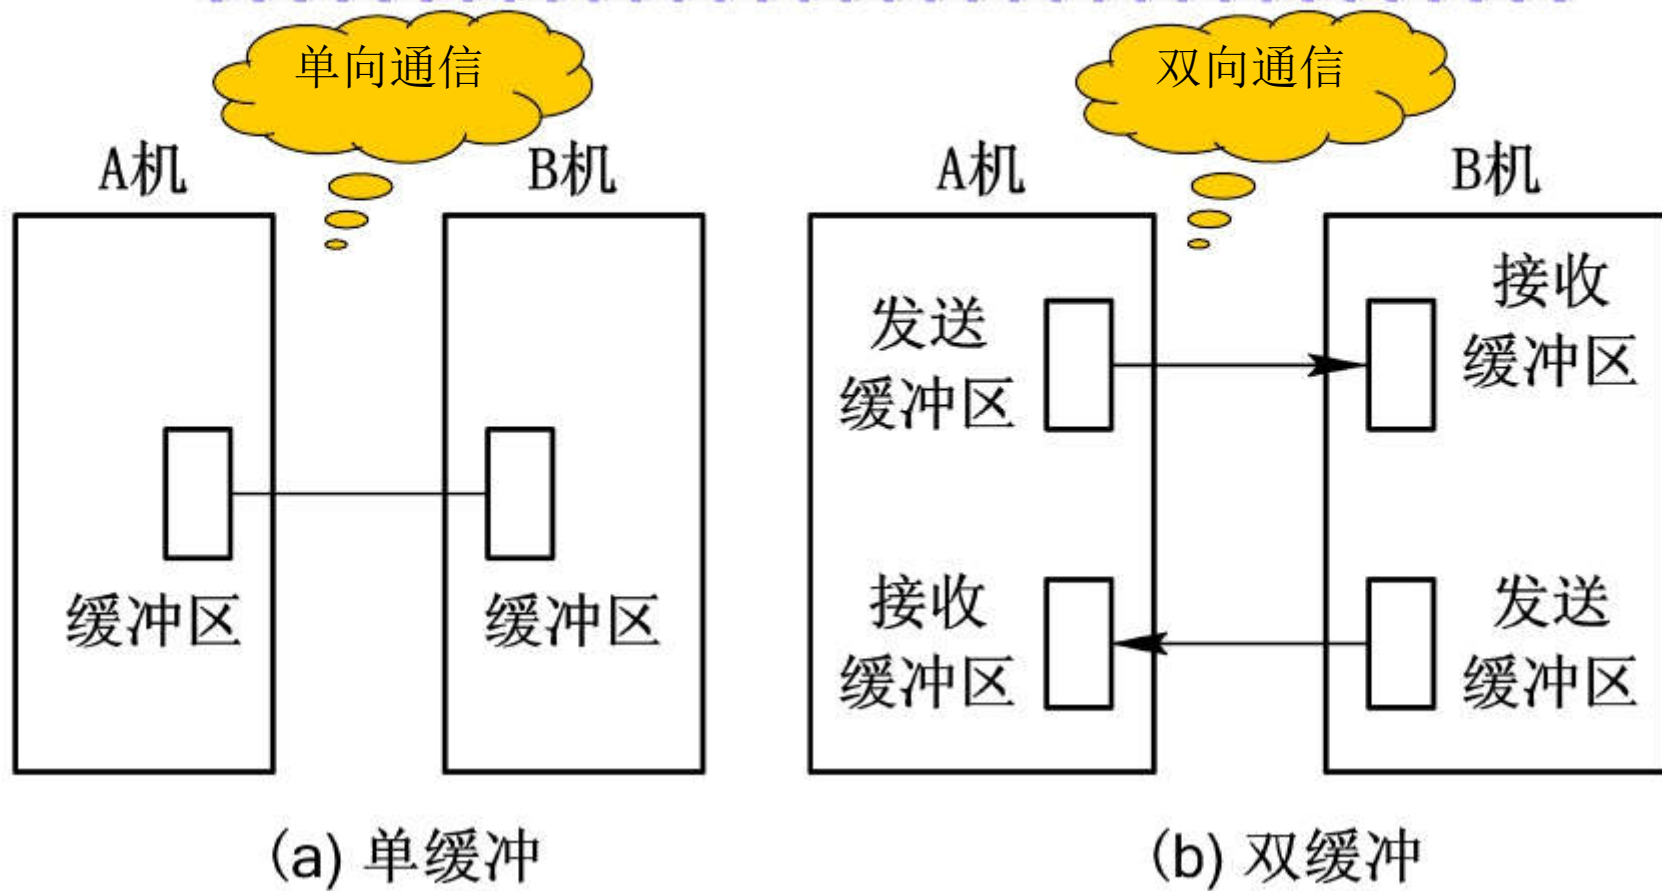 单向通信
A机
B机
缓冲区
缓冲区
(a) 单缓冲
双向通信
A机
B机
发送
缓冲区
接收
缓冲区
接收
缓冲区
发送
缓冲区
(b) 双缓冲